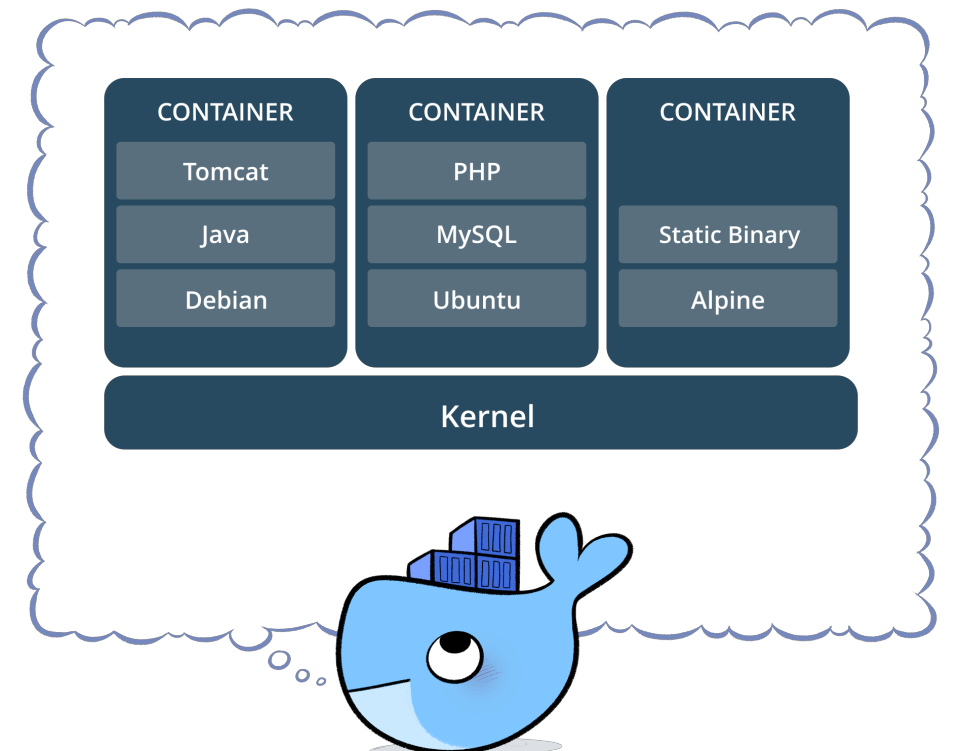 CONTAINER
Tomcat
Java
Debian
CONTAINER
PHP
MySQL
Ubuntu
CONTAINER
Static Binary
Alpine
Kernel